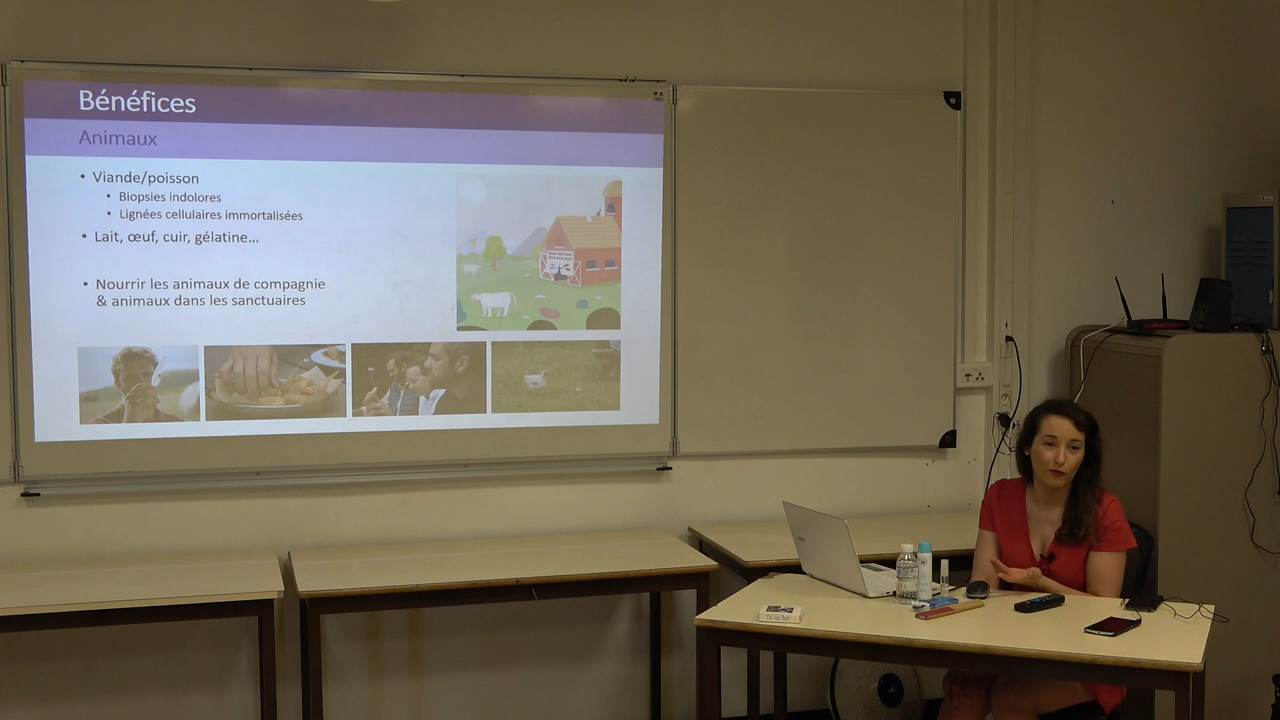 Bénéfices
Animaux
• Viande/poisson
• Biopsies indolores
• Lignées cellulaires immortalisées
• Lait, œuf, cuir, gélatine…
• Nourrir les animaux de compagnie
& animaux dans les sanctuaires